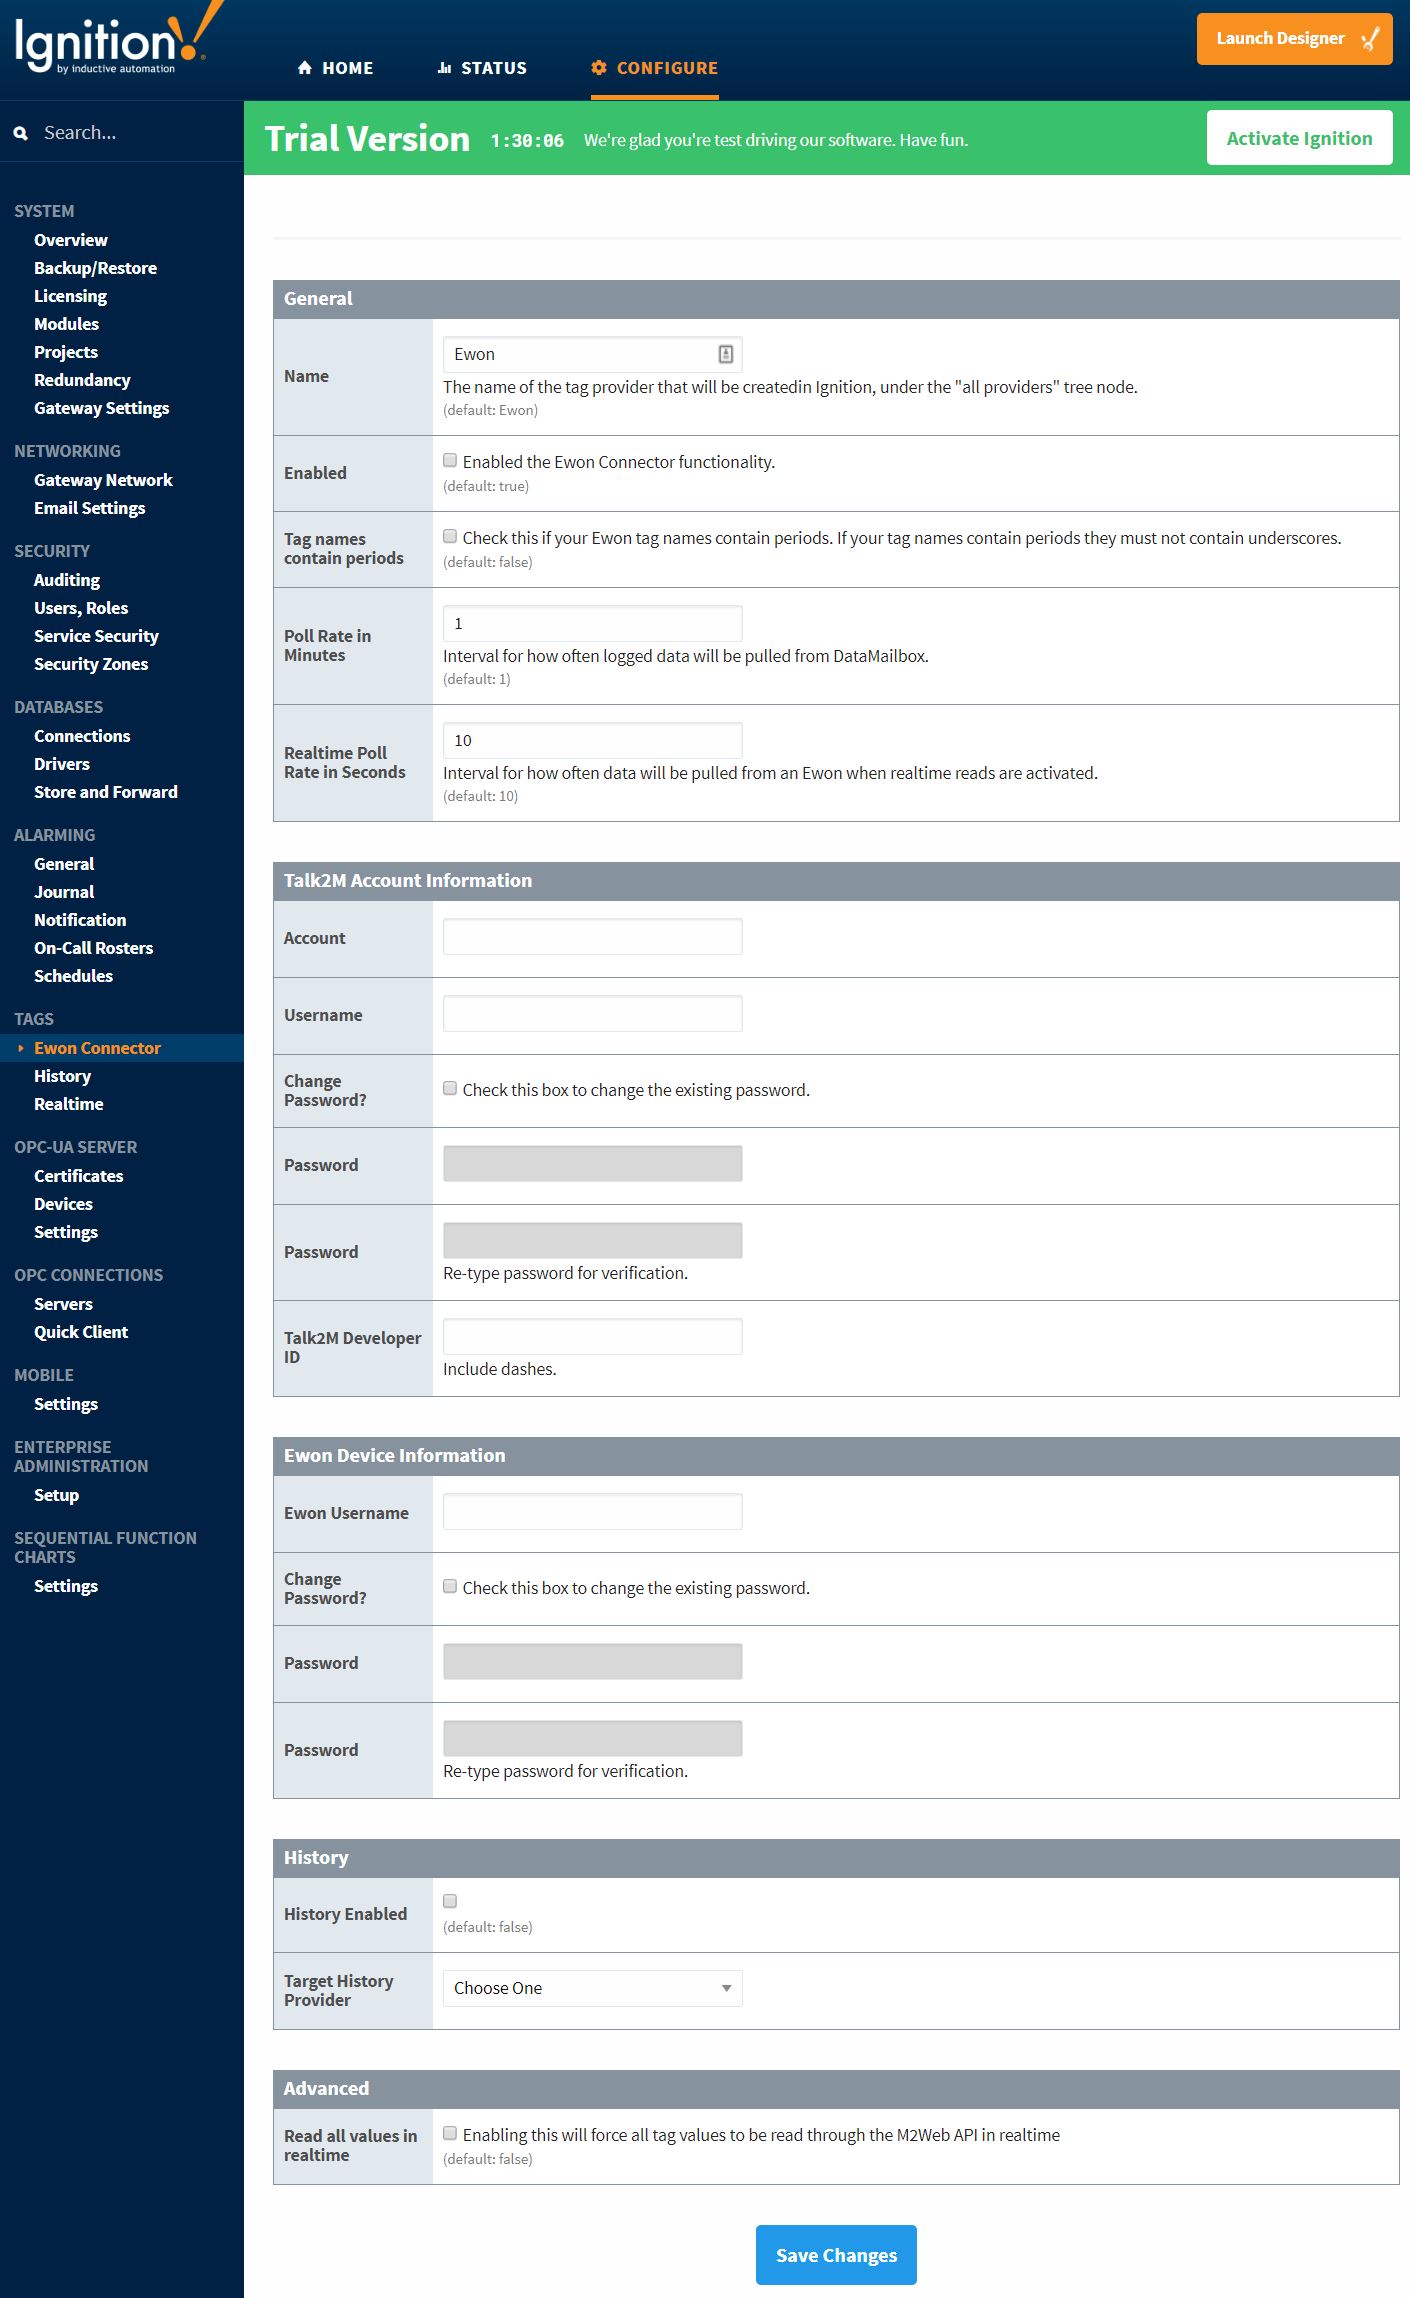 Ignition!
by inductive automation
HOME
STATUS
CONFIGURE
Launch Designer
Search...
Trial Version 1:30:06 We're glad you're test driving our software. Have fun.
Activate Ignition
SYSTEM
Overview
Backup/Restore
Licensing
Modules
Projects
Redundancy
Gateway Settings
NETWORKING
Gateway Network
Email Settings
SECURITY
Auditing
Users, Roles
Service Security
Security Zones
DATABASES
Connections
Drivers
Store and Forward
ALARMING
General
Journal
Notification
On-Call Rosters
Schedules
TAGS
Ewon Connector
History
Realtime
OPC-UA SERVER
Certificates
Devices
Settings
OPC CONNECTIONS
Servers
Quick Client
MOBILE
Settings
ENTERPRISE
ADMINISTRATION
Setup
SEQUENTIAL FUNCTION
CHARTS
Settings
General
Name
Ewon
The name of the tag provider that will be createdin Ignition, under the "all providers" tree node.
(default: Ewon)
Enabled
Enabled the Ewon Connector functionality.
(default: true)
Tag names
contain periods
Check this if your Ewon tag names contain periods. If your tag names contain periods they must not contain underscores.
(default: false)
Poll Rate in
Minutes
1
Interval for how often logged data will be pulled from DataMailbox.
(default: 1)
Realtime Poll
Rate in Seconds
10
Interval for how often data will be pulled from an Ewon when realtime reads are activated.
(default: 10)
Talk2M Account Information
Account
Username
Change
Password?
Check this box to change the existing password.
Password
Password
Re-type password for verification.
Talk2M Developer
ID
Include dashes.
Ewon Device Information
Ewon Username
Change
Password?
Check this box to change the existing password.
Password
Password
Re-type password for verification.
History
History Enabled
(default: false)
Target History
Provider
Choose One
Advanced
Read all values in
realtime
Enabling this will force all tag values to be read through the M2Web API in realtime
(default: false)
Save Changes